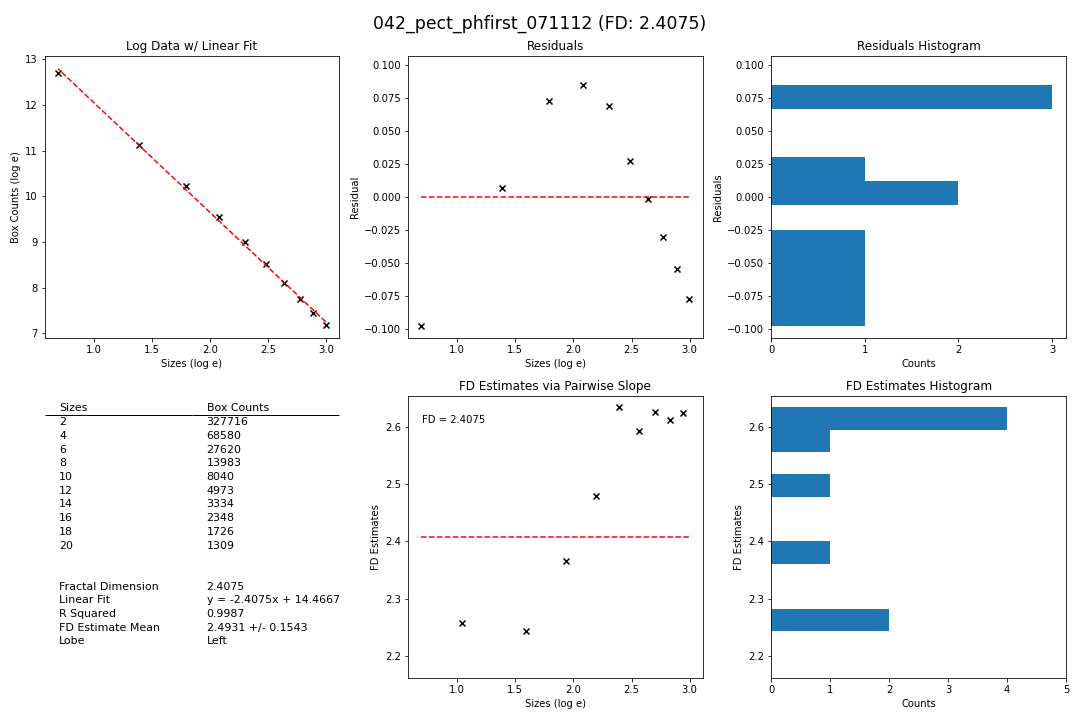 042_pect_phfirst_071112 (FD: 2.4075)
Log Data w/ Linear Fit
13
12
11
10
9
8
7
Box Counts (log e)
1.0 1.5 2.0 2.5 3.0
Sizes (log e)
Residuals
0.100
0.075
0.050
0.025
0.000
−0.025
−0.050
−0.075
−0.100
Residual
1.0 1.5 2.0 2.5 3.0
Sizes (log e)
Residuals Histogram
0.100
0.075
0.050
0.025
0.000
−0.025
−0.050
−0.075
−0.100
Residuals
0 1 2 3
Counts
Sizes Box Counts
2 327716
4 68580
6 27620
8 13983
10 8040
12 4973
14 3334
16 2348
18 1726
20 1309
Fractal Dimension 2.4075
Linear Fit y = -2.4075x + 14.4667
R Squared 0.9987
FD Estimate Mean 2.4931 +/- 0.1543
Lobe Left
FD Estimates via Pairwise Slope
FD = 2.4075
2.6
2.5
2.4
2.3
2.2
FD Estimates
1.0 1.5 2.0 2.5 3.0
Sizes (log e)
FD Estimates Histogram
2.6
2.5
2.4
2.3
2.2
FD Estimates
0 1 2 3 4 5
Counts